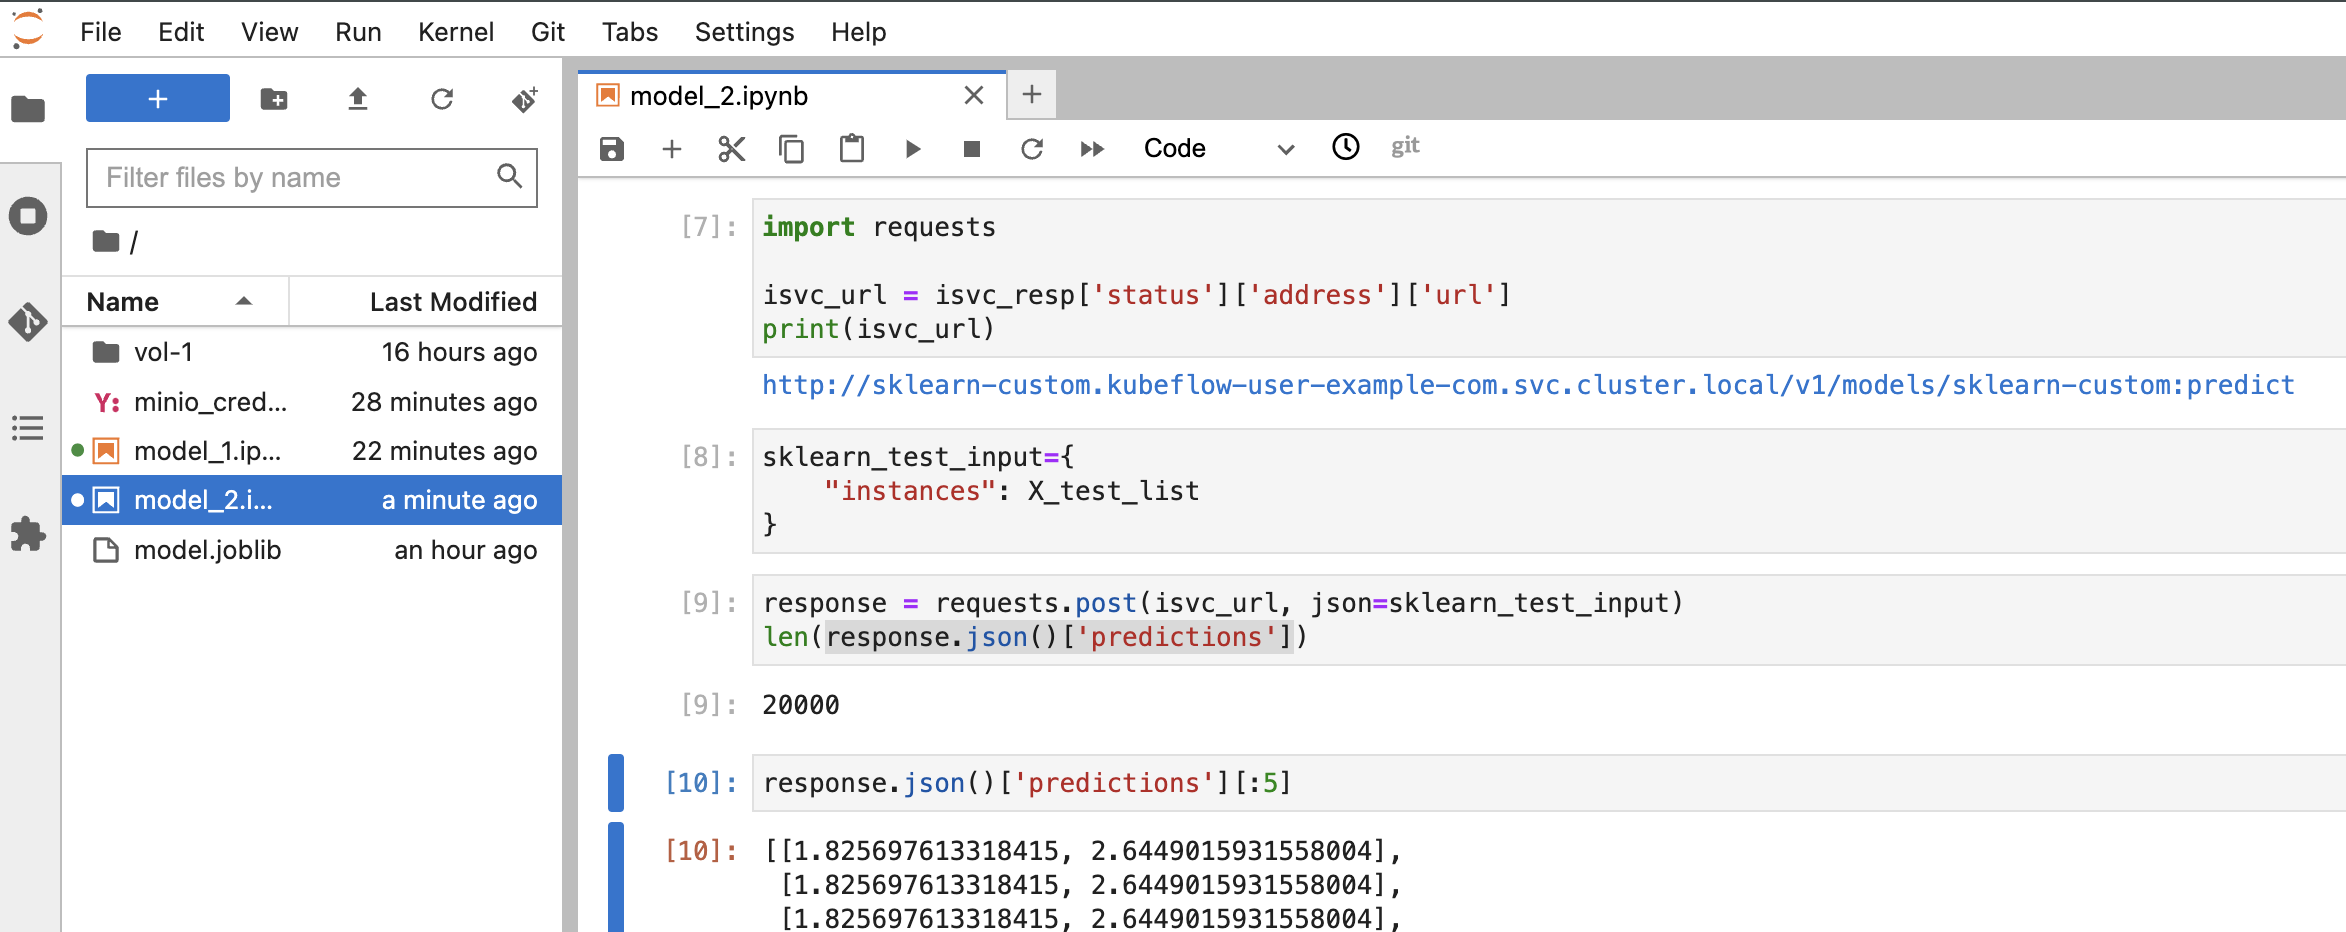 File Edit View Run Kernel Git Tabs Settings Help
Filter files by name
/
Name Last Modified
vol-1 16 hours ago
Y: minio_cred... 28 minutes ago
model_1.ip... 22 minutes ago
model_2.i... a minute ago
model.joblib an hour ago
model_2.ipynb
Code git
[7]: import requests
isvc_url = isvc_resp['status']['address']['url']
print(isvc_url)
http://sklearn-custom.kubeflow-user-example-com.svc.cluster.local/v1/models/sklearn-custom:predict
[8]: sklearn_test_input={
"instances": X_test_list
}
[9]: response = requests.post(isvc_url, json=sklearn_test_input)
len(response.json()['predictions'])
[9]: 20000
[10]: response.json()['predictions'][:5]
[10]: [[1.825697613318415, 2.6449015931558004],
[1.825697613318415, 2.6449015931558004],
[1.825697613318415, 2.6449015931558004],